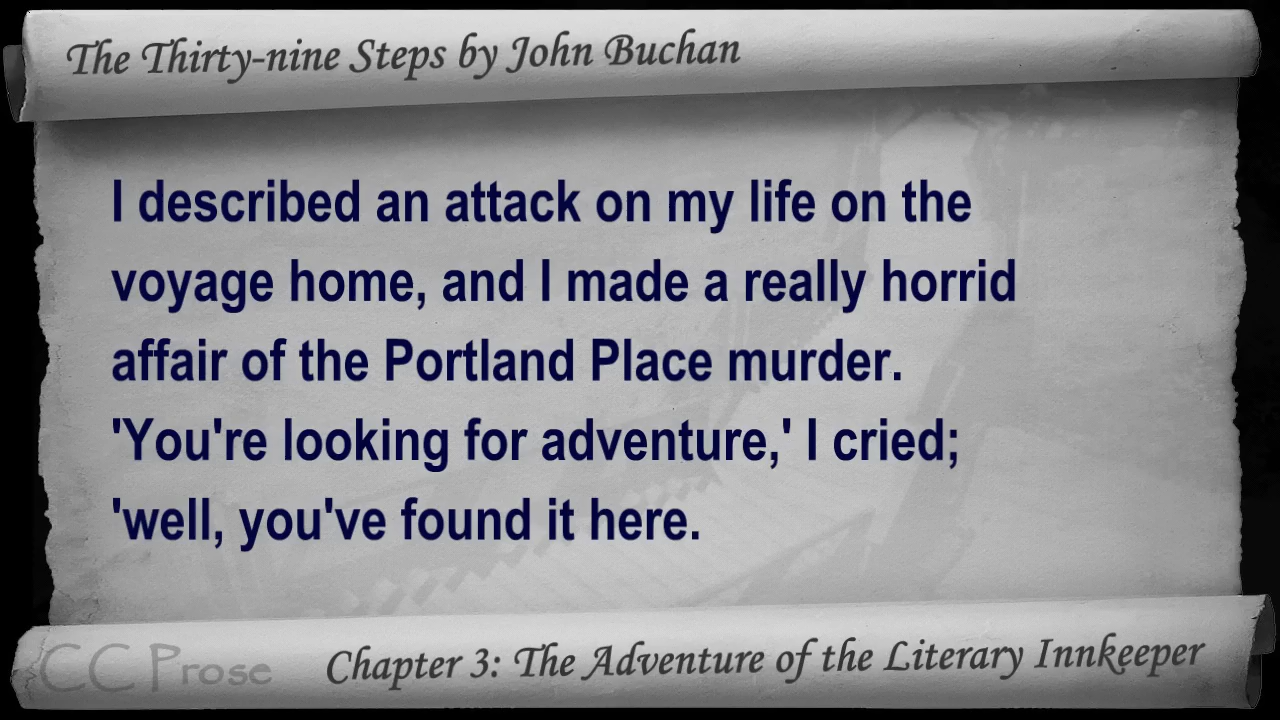 The Thirty-nine Steps by John Buchan
I described an attack on my life on the
voyage home, and I made a really horrid
affair of the Portland Place murder.
'You're looking for adventure,' I cried;
'well, you've found it here.
CC Prose
Chapter 3: The Adventure of the Literary Innkeeper